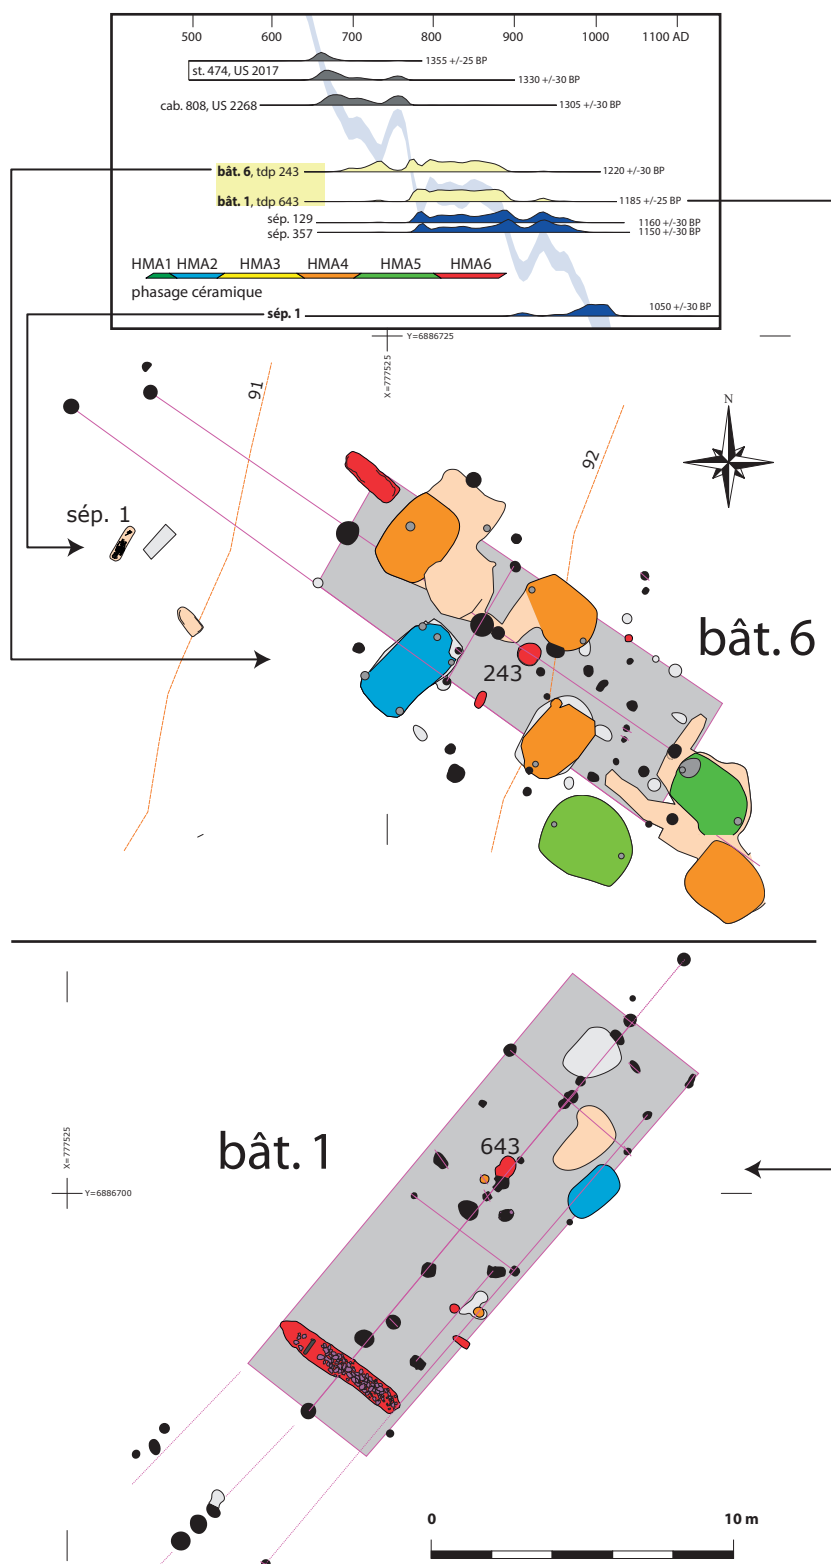 500 600 700 800 900 1000 1100 AD
1355 +/-25 BP
st. 474, US 2017
1330 +/-30 BP
cab. 808, US 2268
1305 +/-30 BP
bât. 6, tdp 243
1220 +/-30 BP
bât. 1, tdp 643
1185 +/-25 BP
sép. 129
1160 +/-30 BP
sép. 357
1150 +/-30 BP
HMA1 HMA2 HMA3 HMA4 HMA5 HMA6
phasage céramique
sép. 1
1050 +/-30 BP
Y=6886725
X=777525
91
92
N
sép. 1
bât. 6
243
bât. 1
643
X=777525
Y=6886700
0 10 m